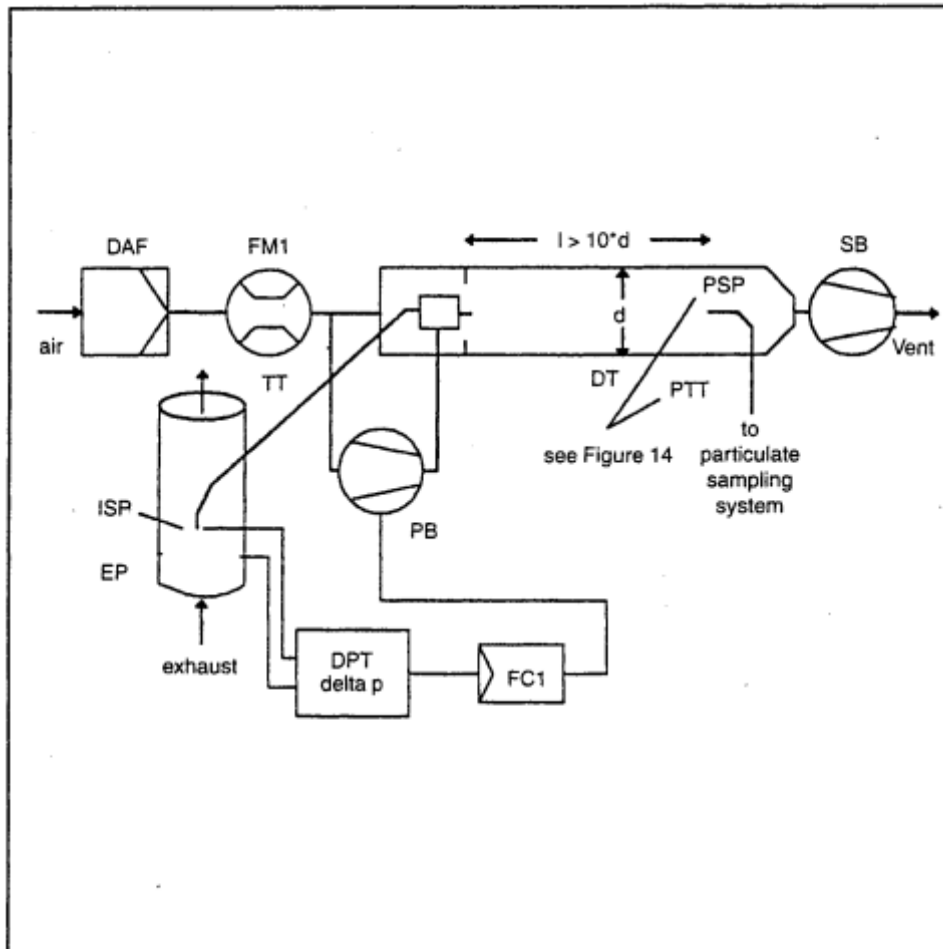 DAF
FM1
l > 10*d
SB
PSP
d
air
Vent
TT
DT
PTT
to
particulate
sampling
system
see Figure 14
ISP
PB
EP
exhaust
DPT
delta p
FC1